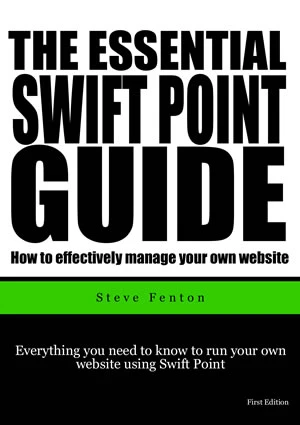 THE ESSENTIAL
SWIFT POINT
GUIDE
How to effectively manage your own website
Steve Fenton
Everything you need to know to run your own
website using Swift Point
First Edition